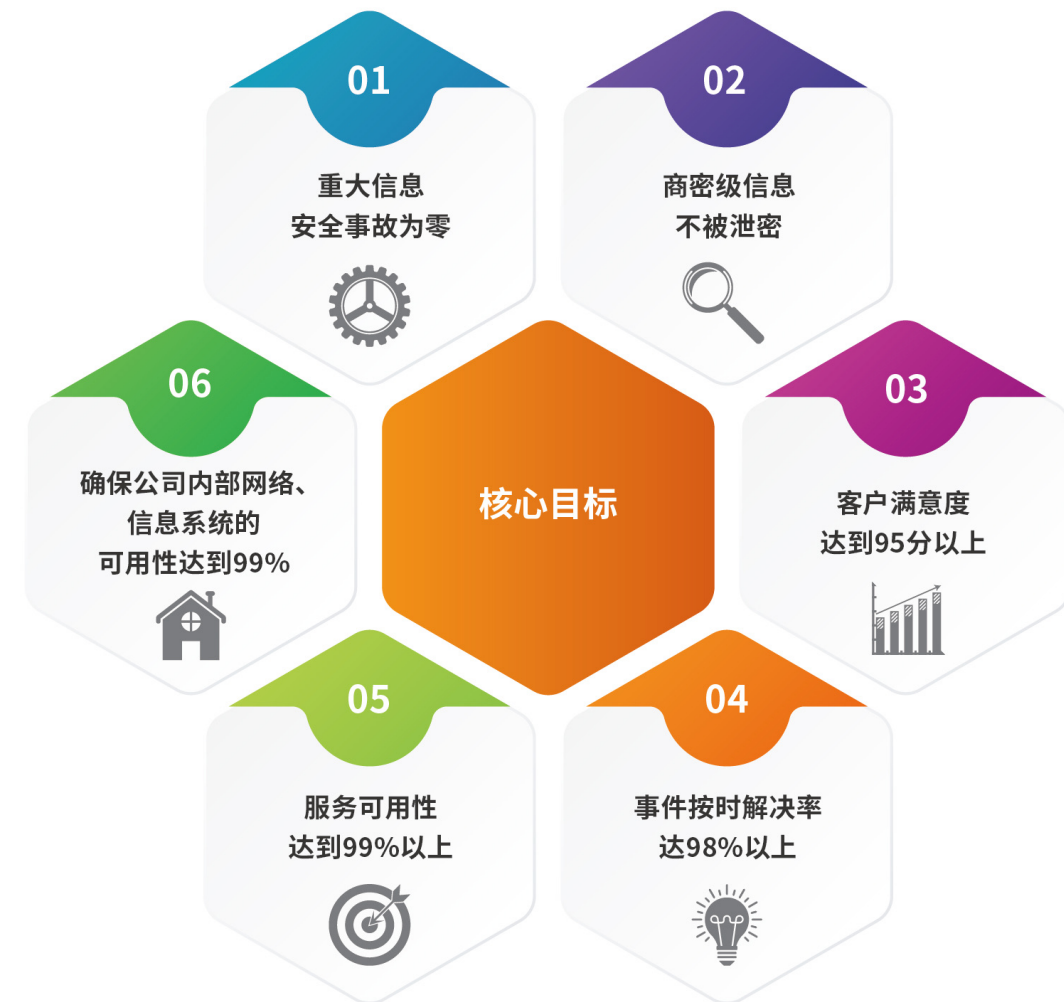 01
重大信息
安全事故为零
02
商密级信息
不被泄密
核心目标
03
客户满意度
达到95分以上
04
事件按时解决率
达98%以上
05
服务可用性
达到99%以上
06
确保公司内部网络、
信息系统的
可用性达到99%